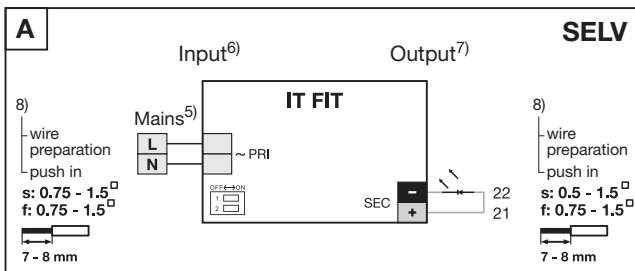 A
SELV
Input6)
Output7)
IT FIT
8)
wire
preparation
push in
s: 0.75 - 1.5□
f: 0.75 - 1.5□
7 - 8 mm
Mains5)
L
N
~ PRI
OFF↔ON
1
2
SEC
−
+
22
21
8)
wire
preparation
push in
s: 0.5 - 1.5□
f: 0.75 - 1.5□
7 - 8 mm